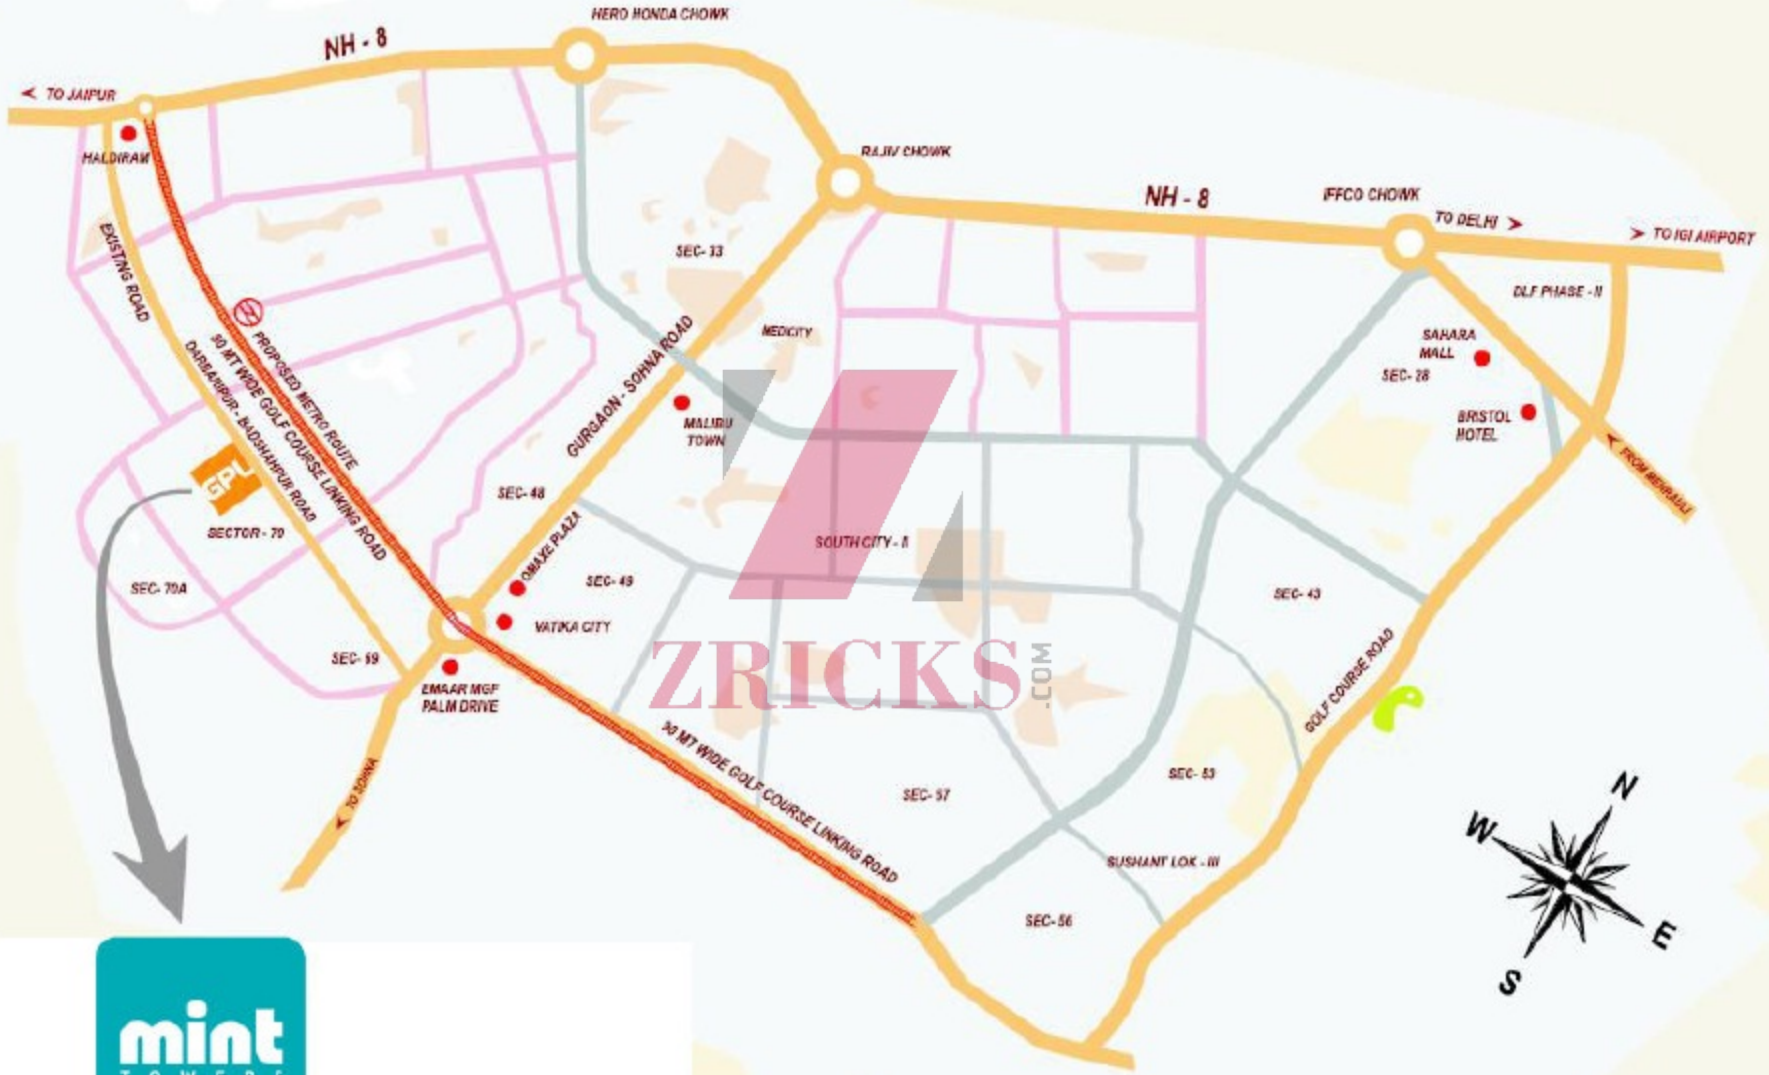 HERO HONDA CHOWK
NH - 8
< TO JAIPUR
HALDIRAM
RAJIV CHOWK
NH - 8
IFFCO CHOWK
TO DELHI >
> TO IGI AIRPORT
EXISTING ROAD
SEC- 33
DLF PHASE - II
MEDICITY
SAHARA
MALL
SEC- 28
BRISTOL
HOTEL
FROM MEHRAULI
PROPOSED METRO ROUTE
90 MT WIDE GOLF COURSE LINKING ROAD
DARBARIPUR - BADSHAHPUR ROAD
GURGAON - SOHNA ROAD
MALIBU
TOWN
GPL
SECTOR - 70
SEC- 48
SOUTH CITY - II
OMAXE PLAZA
SEC- 49
SEC- 70A
SEC- 43
VATIKA CITY
SEC- 69
EMAAR MGF
PALM DRIVE
ZRICKS
.COM
GOLF COURSE ROAD
TO SOHNA
90 MT WIDE GOLF COURSE LINKING ROAD
SEC- 53
SEC- 57
SUSHANT LOK - III
SEC- 56
N
W
E
S
mint